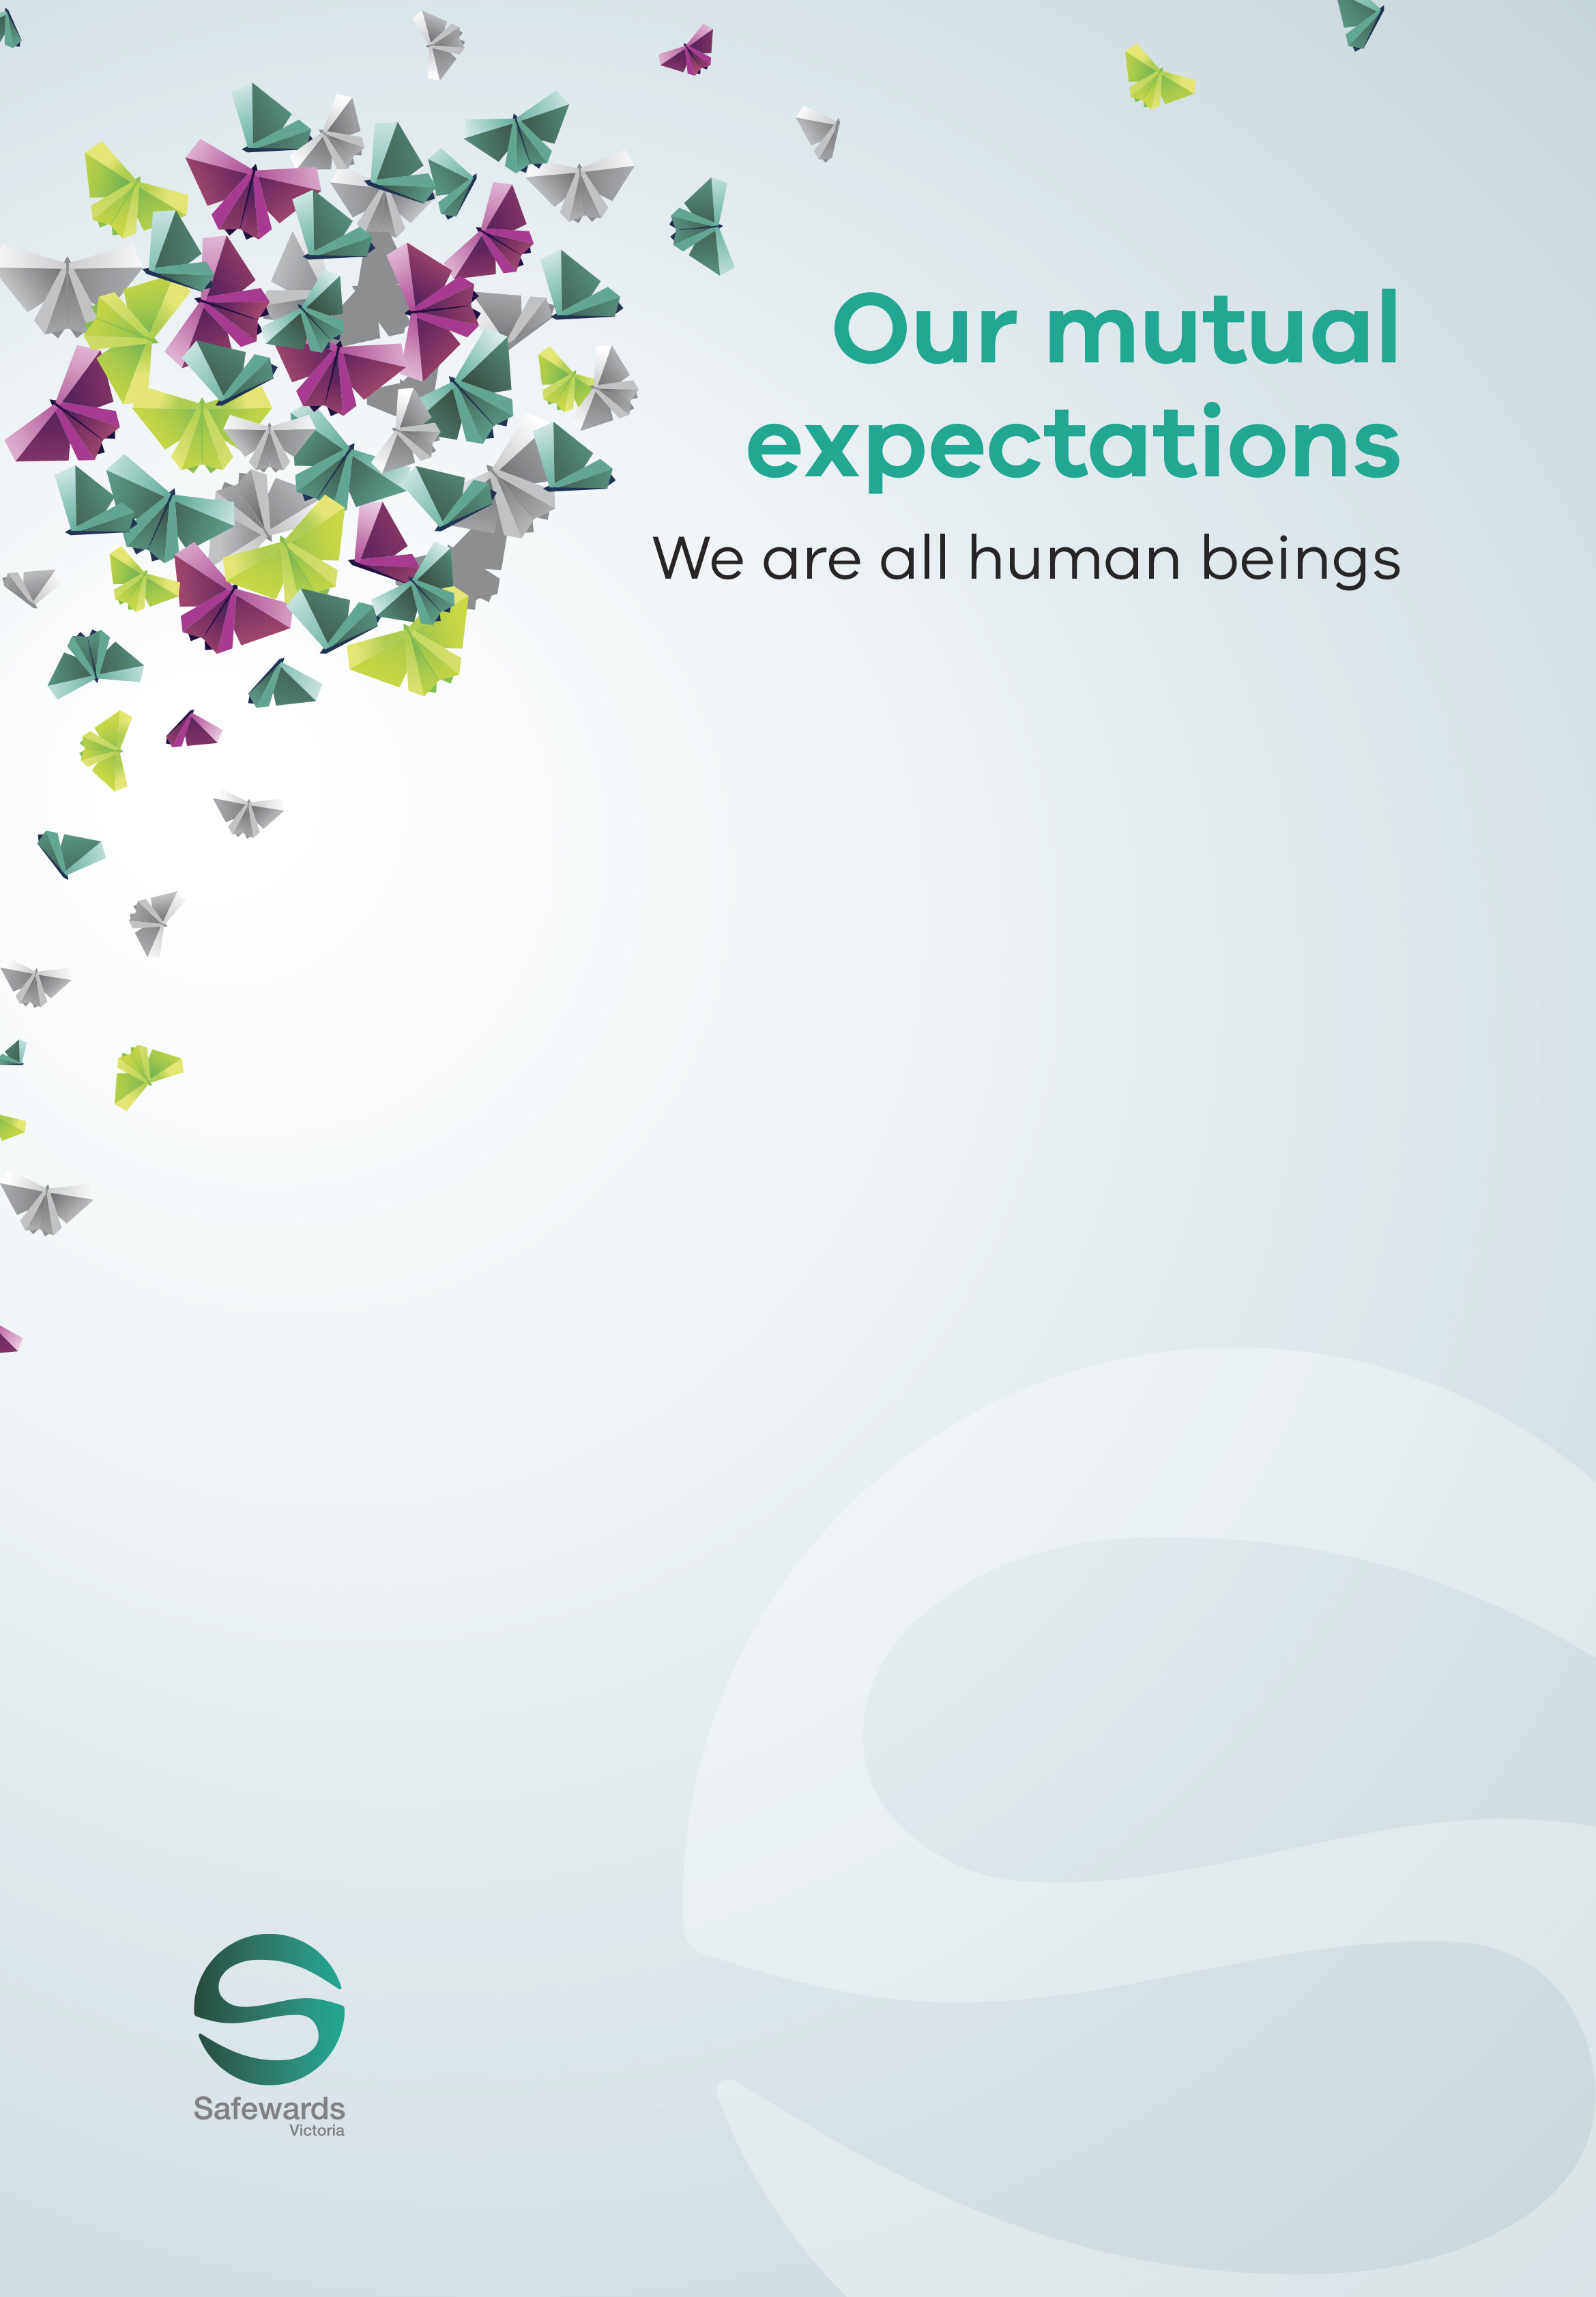 Our mutual
expectations
We are all human beings
Safewards
Victoria